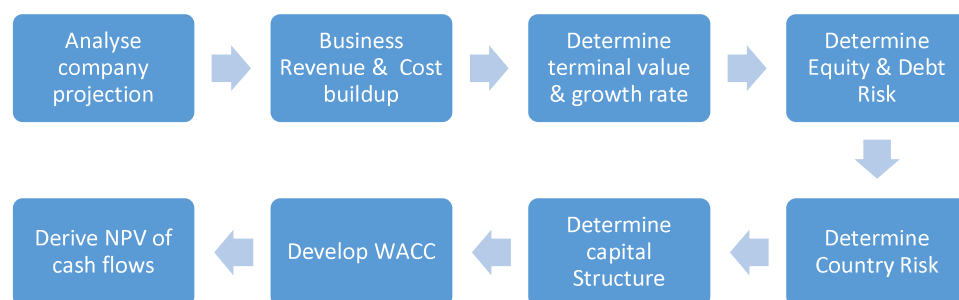 Analyse
company
projection
Business
Revenue & Cost
buildup
Determine
terminal value
& growth rate
Determine
Equity & Debt
Risk
Determine
Country Risk
Determine
capital
Structure
Develop WACC
Derive NPV of
cash flows